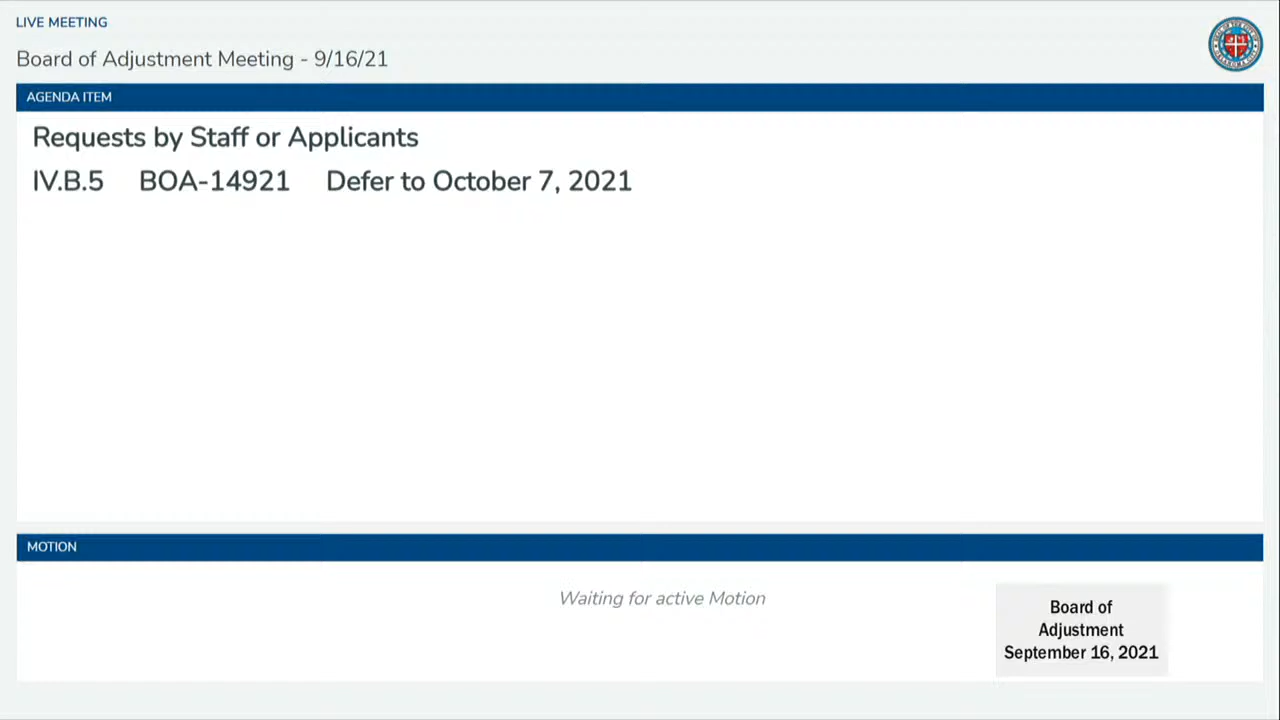 LIVE MEETING
Board of Adjustment Meeting - 9/16/21
AGENDA ITEM
Requests by Staff or Applicants
IV.B.5 BOA-14921 Defer to October 7, 2021
MOTION
Waiting for active Motion
Board of
Adjustment
September 16, 2021